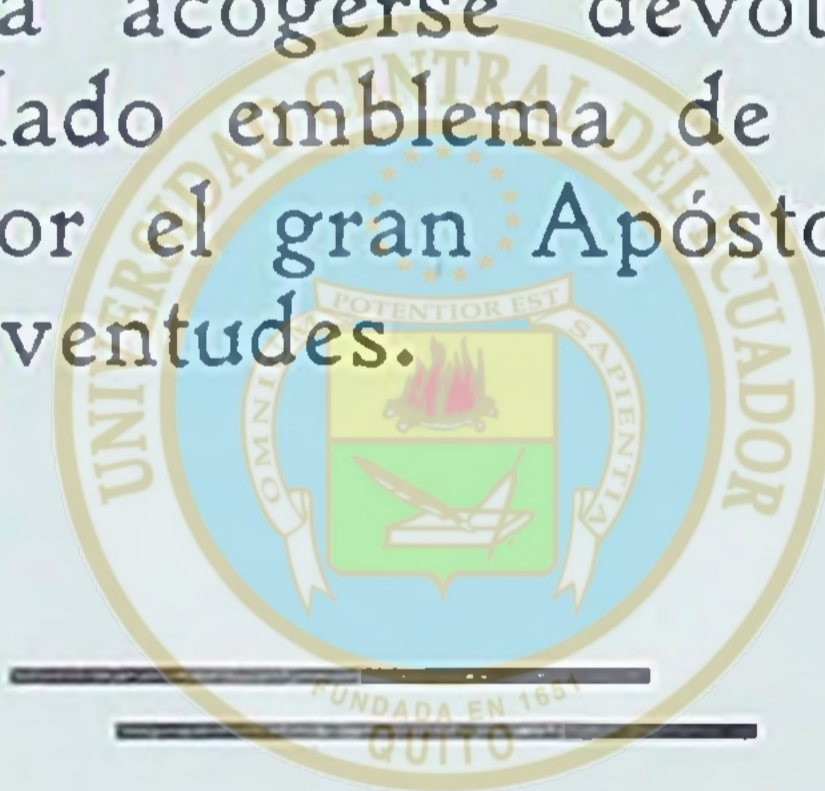 a acogerse devot
lado emblema de
or el gran Apósto
ventudes.
UNIVERSIDAD CENTRAL DEL ECUADOR
OMNIUM POTENTIOR EST SAPIENTIA
FUNDADA EN 1651
QUITO